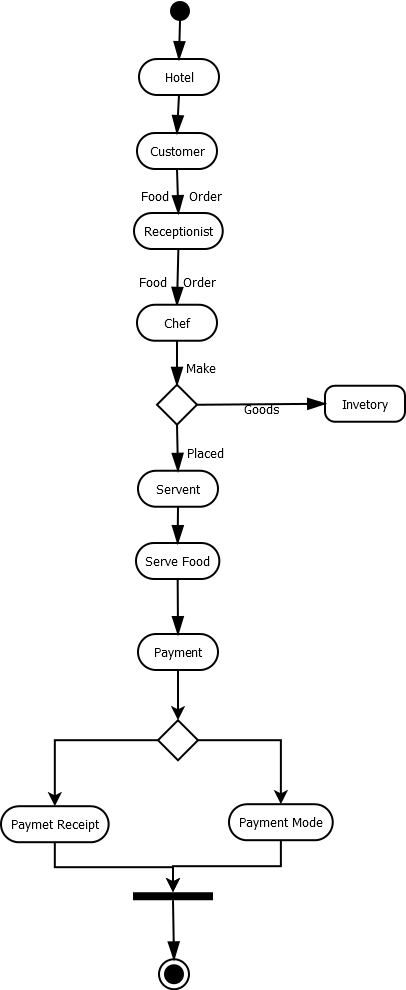 Hotel
Customer
Food Order
Receptionist
Food Order
Chef
Make
Goods
Invetory
Placed
Servent
Serve Food
Payment
Paymet Receipt
Payment Mode